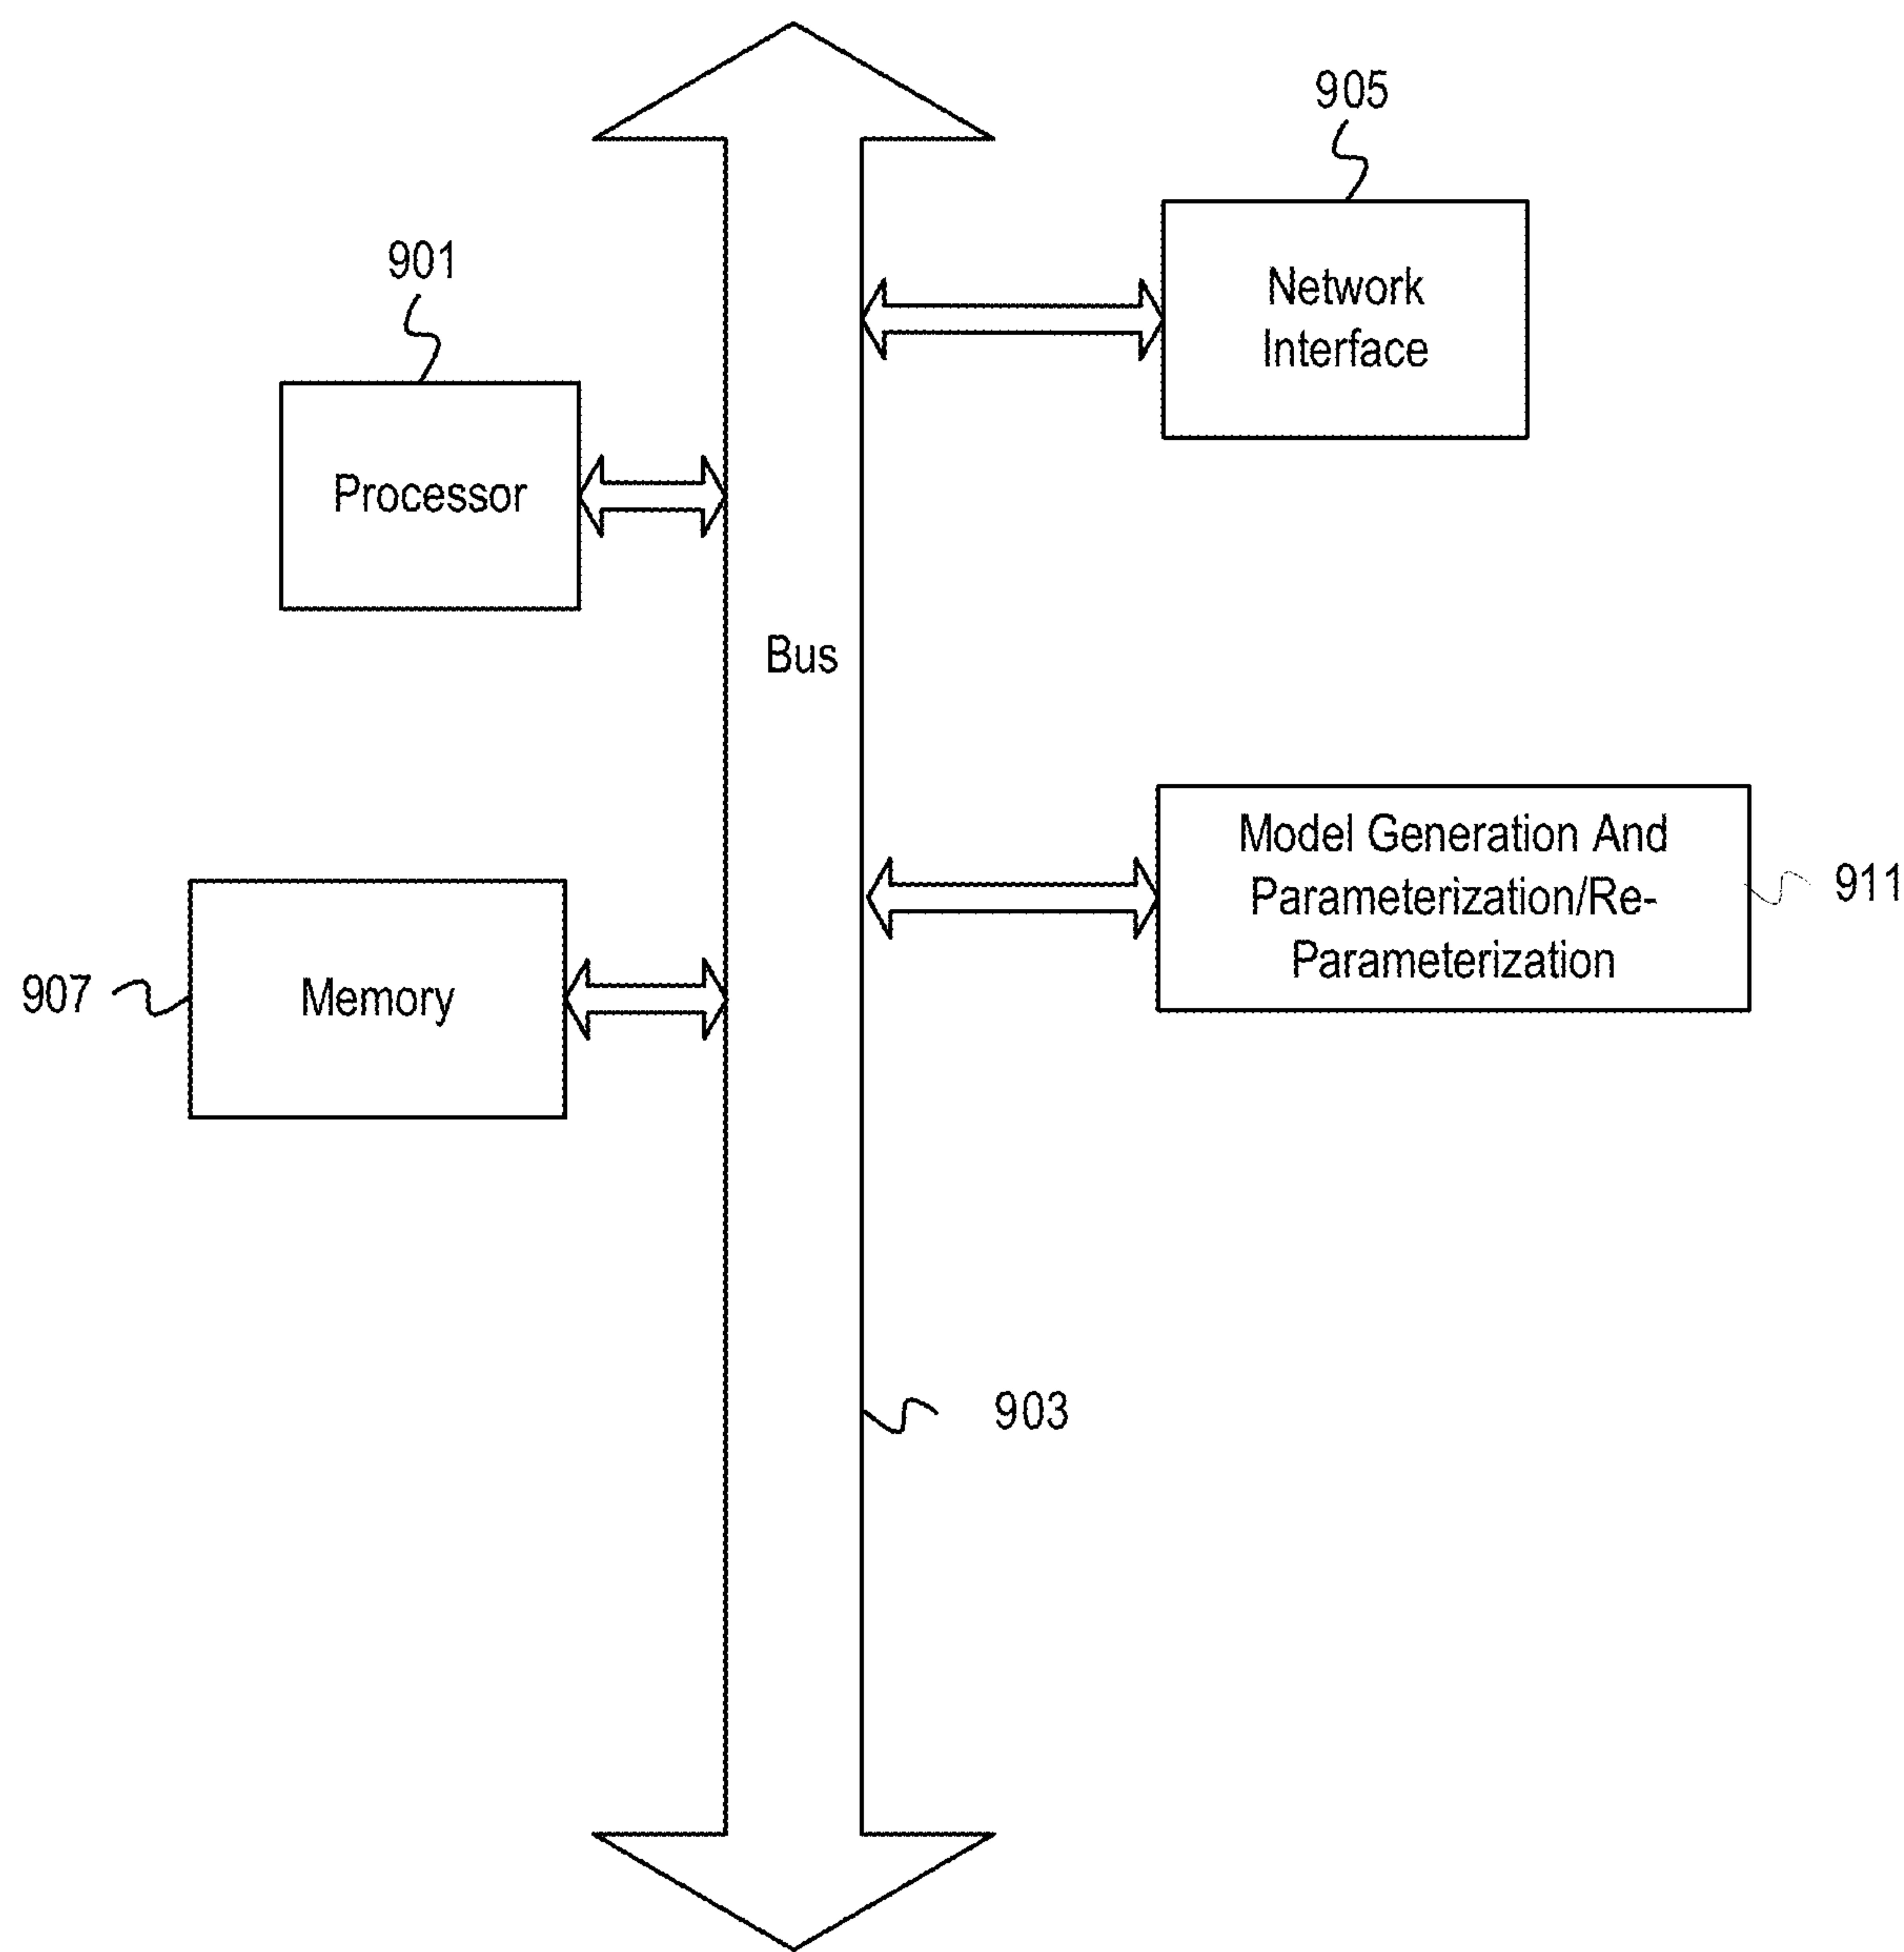 905
901
Network
Interface
Processor
Bus
Model Generation And
Parameterization/Re-
Parameterization
911
907
Memory
903